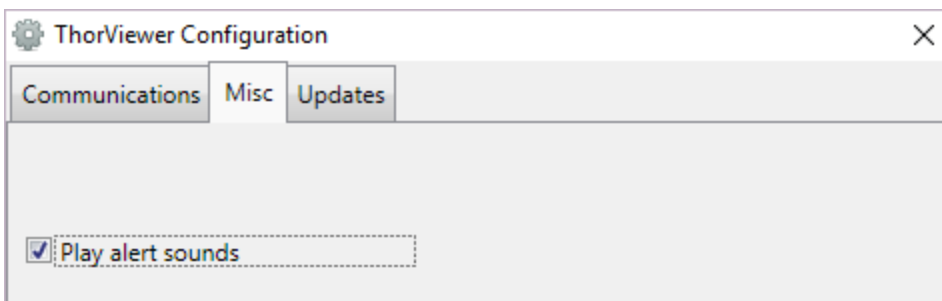 ThorViewer Configuration
Communications Misc Updates
Play alert sounds